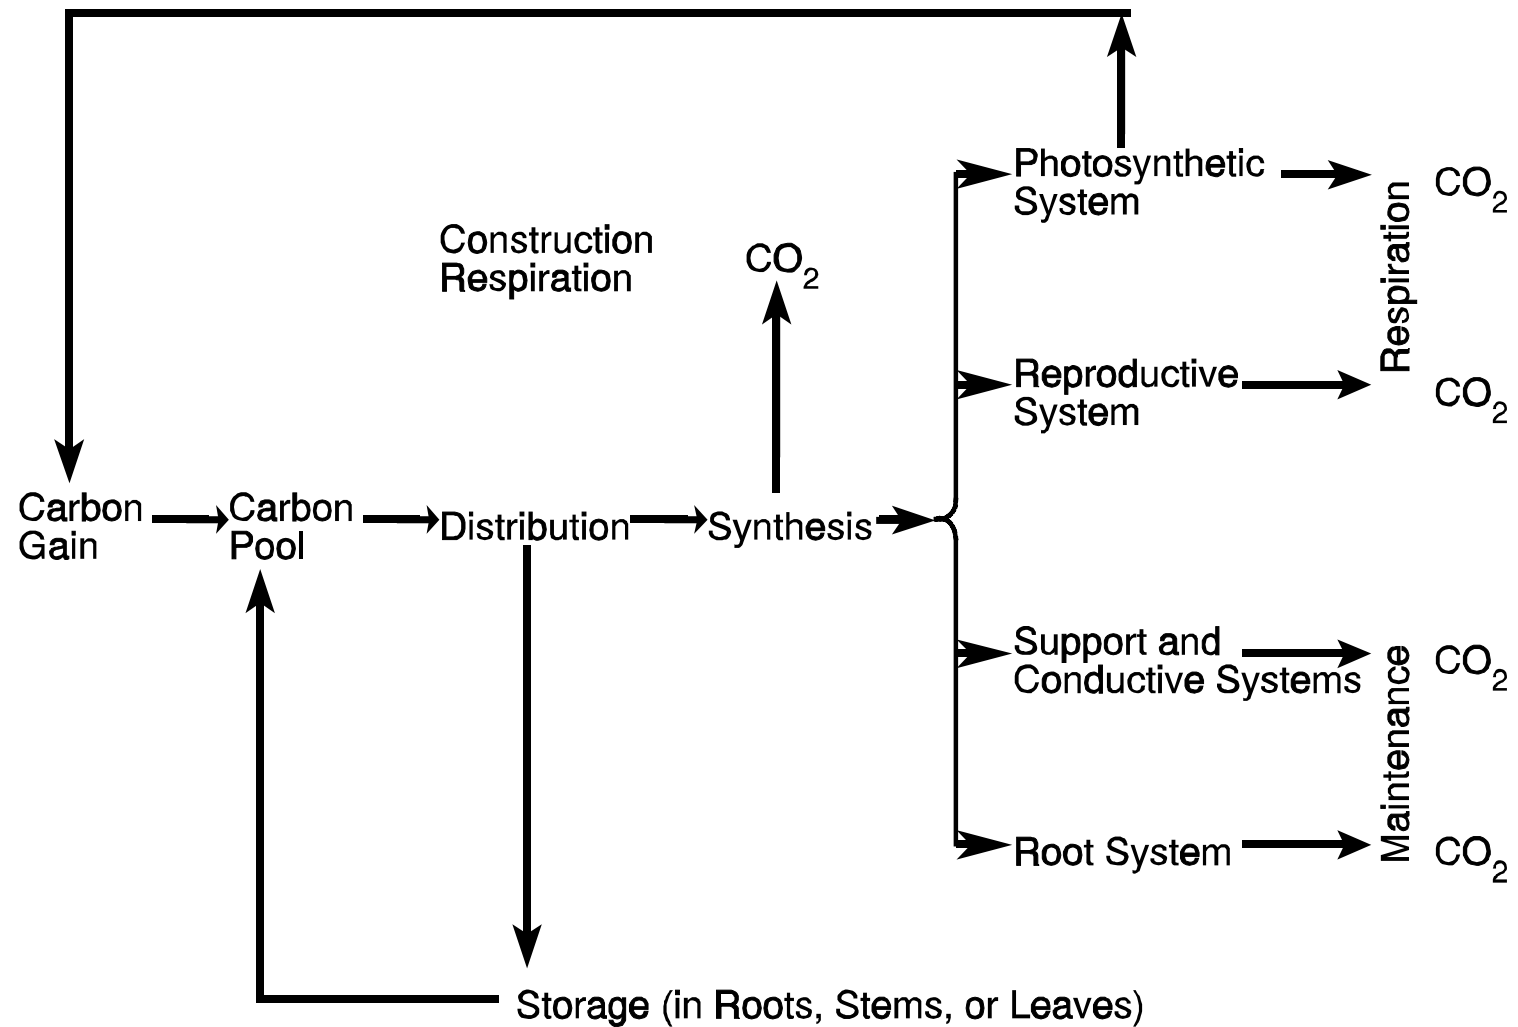 Photosynthetic
System
CO2
Respiration
Construction
Respiration
CO2
Reproductive
System
CO2
Carbon
Gain
Carbon
Pool
Distribution
Synthesis
Support and
Conductive Systems
CO2
Maintenance
Root System
CO2
Storage (in Roots, Stems, or Leaves)